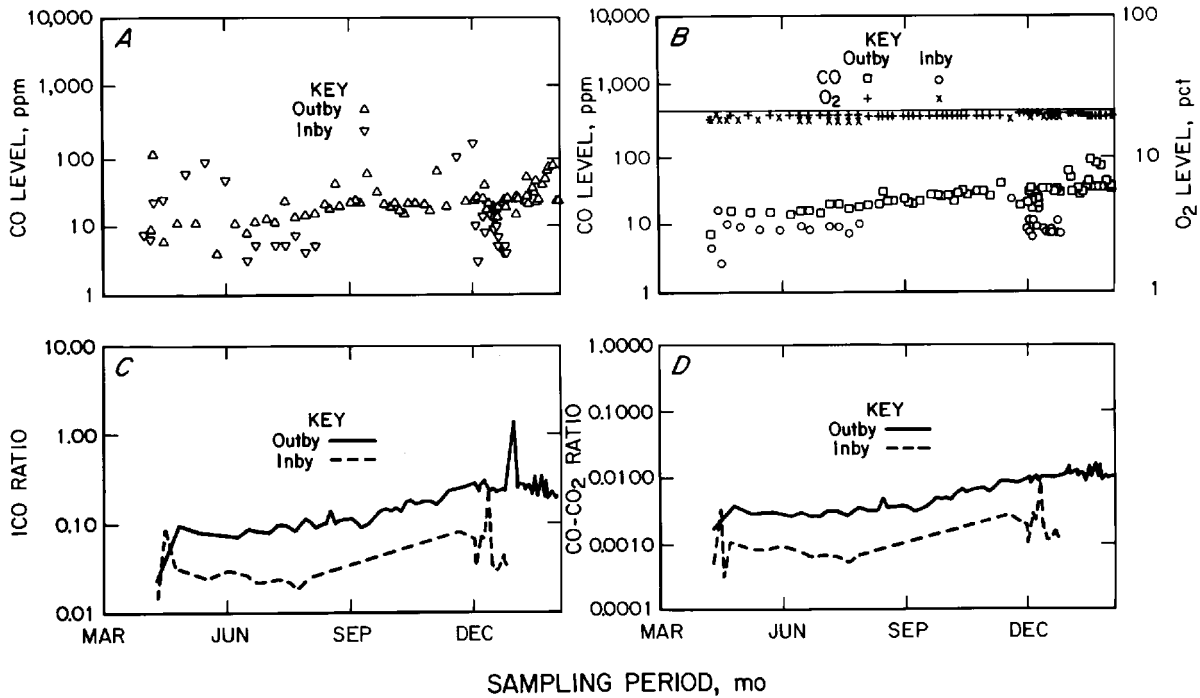 A
10,000
1,000
100
10
1
CO LEVEL, ppm
KEY
Outby
Inby
B
10,000
1,000
100
10
1
CO LEVEL, ppm
KEY
Outby Inby
CO
O2
100
10
1
O2 LEVEL, pct
C
10.00
1.00
0.10
0.01
ICO RATIO
KEY
Outby
Inby
MAR JUN SEP DEC
D
1.0000
0.1000
0.0100
0.0010
0.0001
CO-CO2 RATIO
KEY
Outby
Inby
MAR JUN SEP DEC
SAMPLING PERIOD, mo